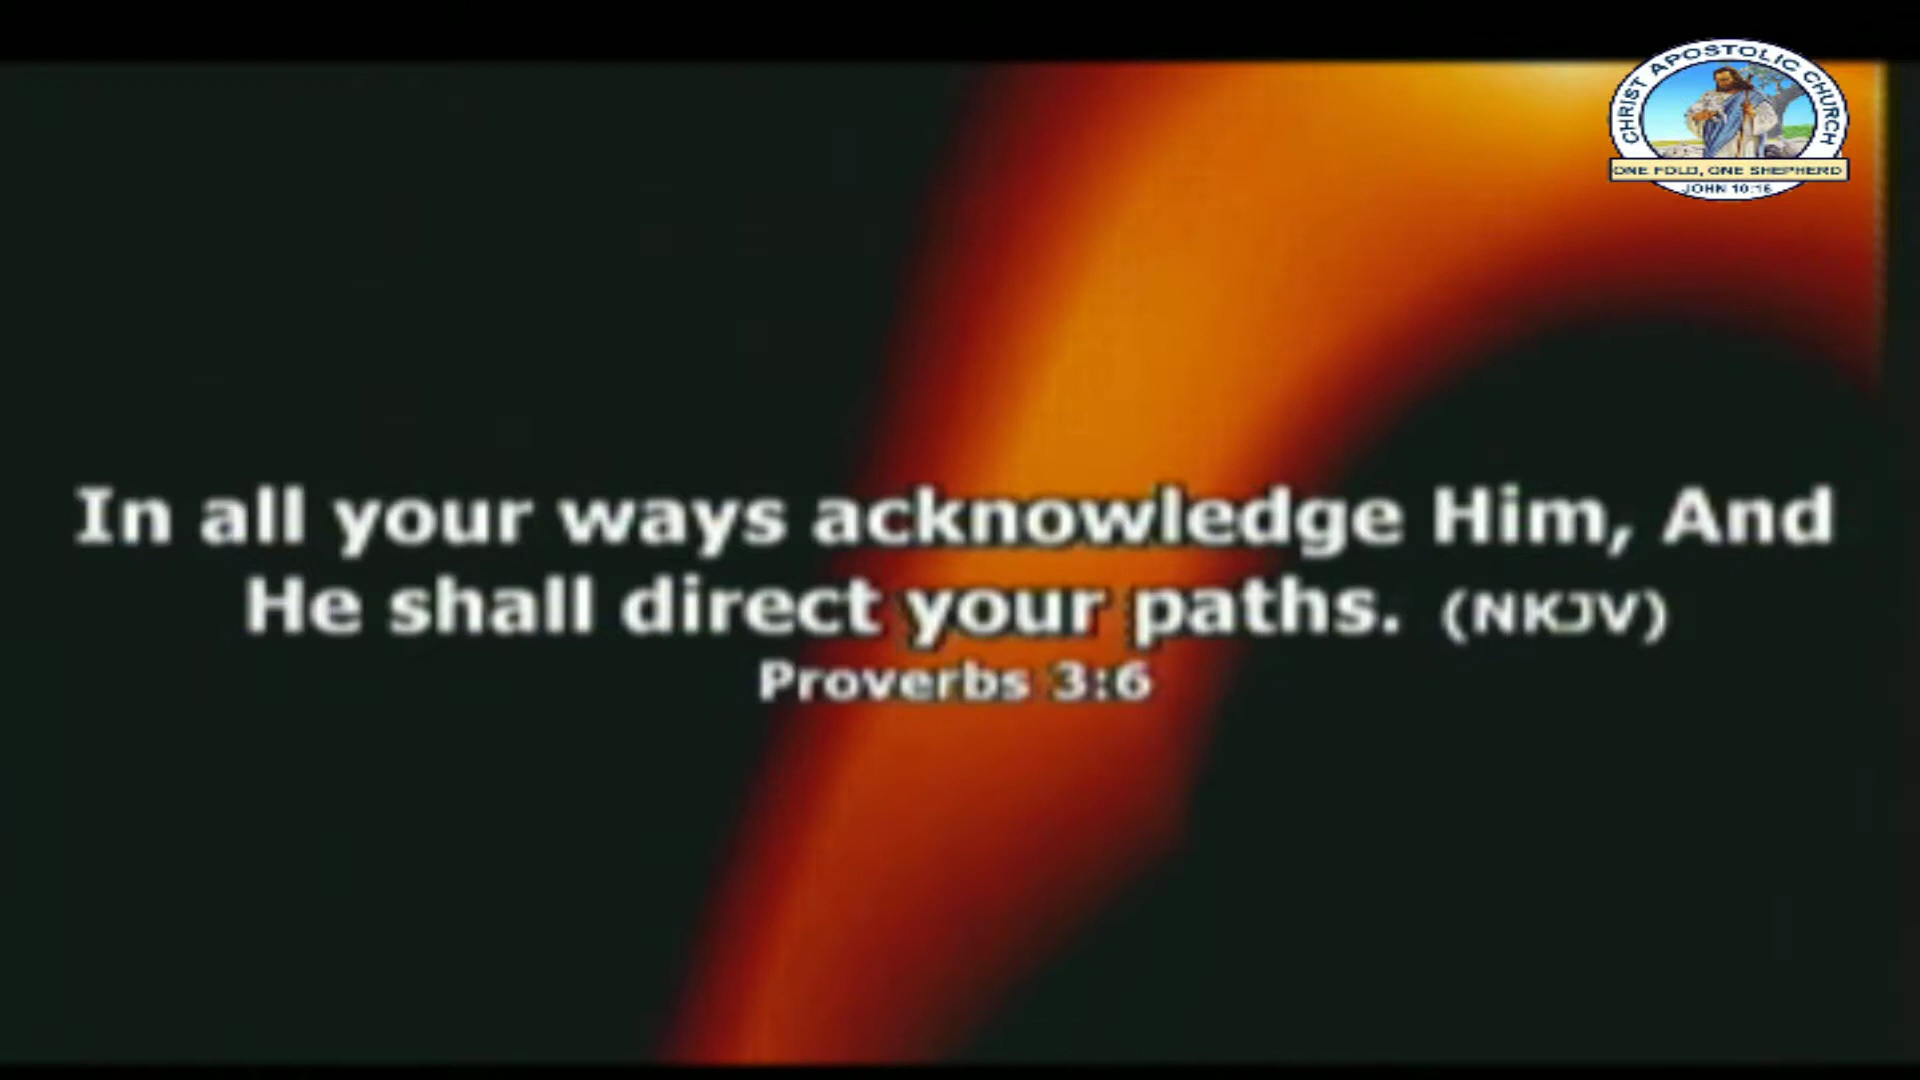 CHRIST APOSTOLIC CHURCH
ONE FOLD, ONE SHEPHERD
JOHN 10:16
In all your ways acknowledge Him, And
He shall direct your paths. (NKJV)
Proverbs 3:6